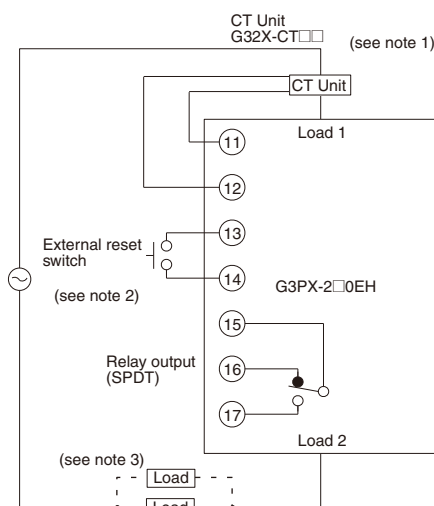 CT Unit
G32X-CT□□
(see note 1)
CT Unit
Load 1
11
12
13
External reset
switch
14
(see note 2)
G3PX-2□0EH
15
Relay output
(SPDT)
16
17
Load 2
(see note 3)
Load
Load